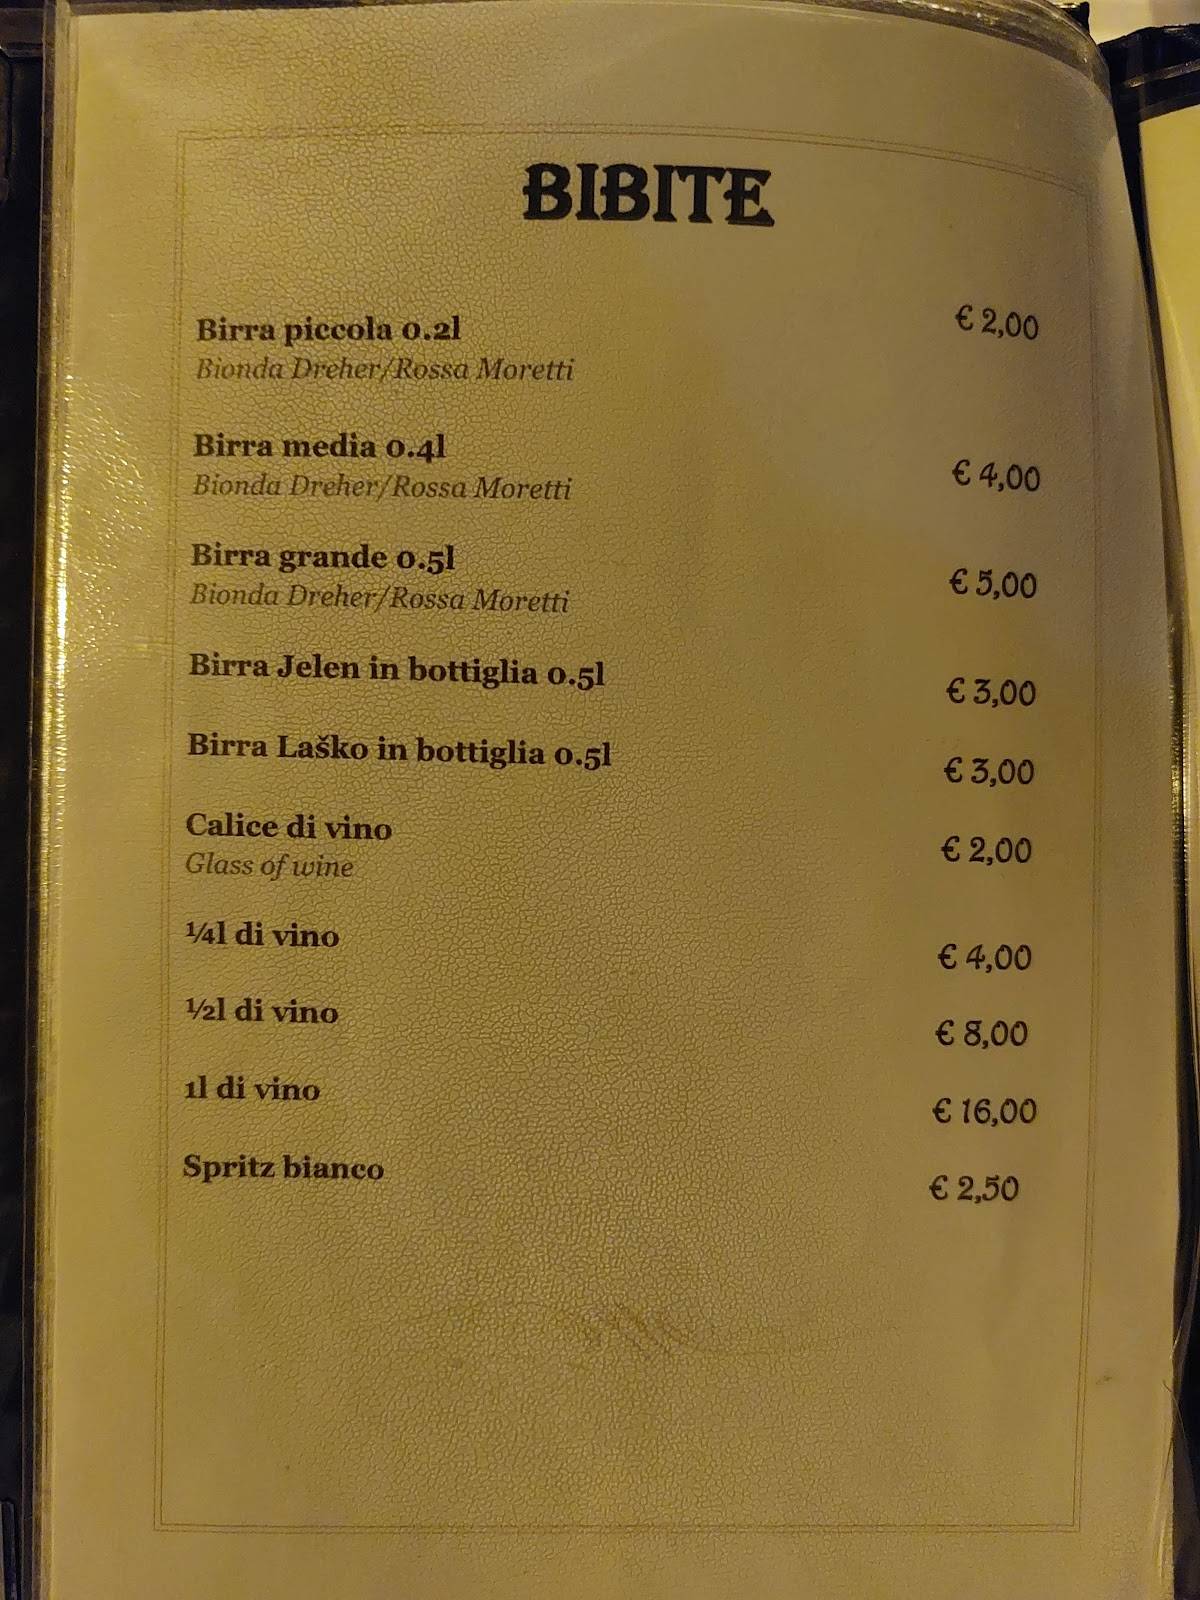 BIBITE
Birra piccola 0.2l € 2,00
Bionda Dreher/Rossa Moretti
Birra media 0.4l € 4,00
Bionda Dreher/Rossa Moretti
Birra grande 0.5l € 5,00
Bionda Dreher/Rossa Moretti
Birra Jelen in bottiglia 0.5l € 3,00
Birra Laško in bottiglia 0.5l € 3,00
Calice di vino € 2,00
Glass of wine
¼l di vino € 4,00
½l di vino € 8,00
1l di vino € 16,00
Spritz bianco € 2,50